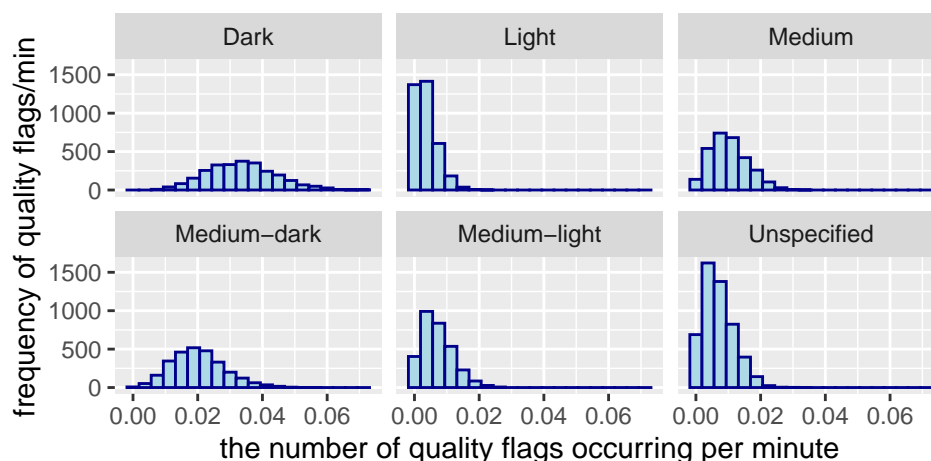 frequency of quality flags/min
Dark
Light
Medium
1500
1000
500
0
Medium−dark
Medium−light
Unspecified
1500
1000
500
0
0.00 0.02 0.04 0.06
0.00 0.02 0.04 0.06
0.00 0.02 0.04 0.06
the number of quality flags occurring per minute